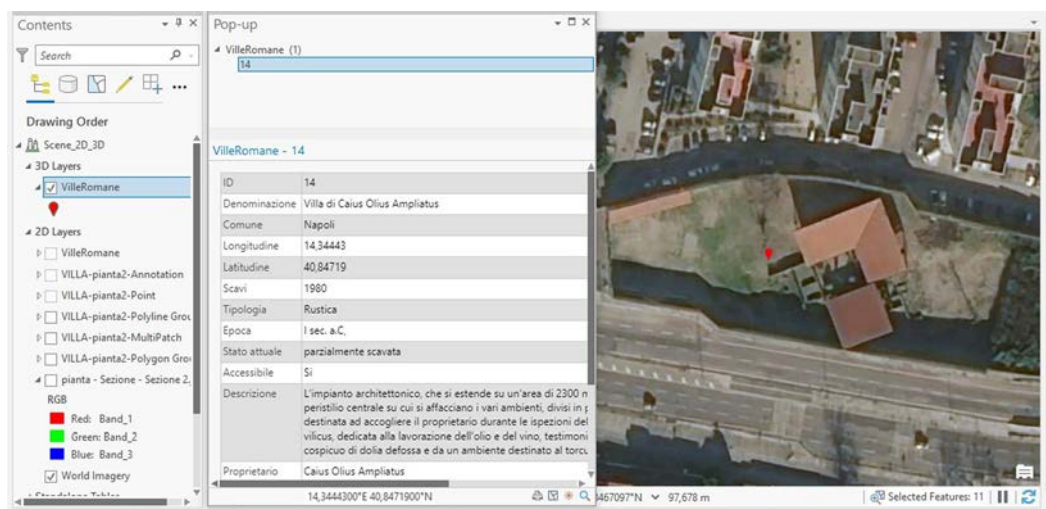 Contents
Search
Drawing Order
Scene_2D_3D
3D Layers
VilleRomane
2D Layers
VilleRomane
VILLA-pianta2-Annotation
VILLA-pianta2-Point
VILLA-pianta2-Polyline Grou
VILLA-pianta2-MultiPatch
VILLA-pianta2-Polygon Grou
pianta - Sezione - Sezione 2.
RGB
Red: Band_1
Green: Band_2
Blue: Band_3
World Imagery
Pop-up
VilleRomane (1)
14
VilleRomane - 14
ID 14
Denominazione Villa di Caius Olius Ampliatus
Comune Napoli
Longitudine 14,34443
Latitudine 40,84719
Scavi 1980
Tipologia Rustica
Epoca I sec. a.C,
Stato attuale parzialmente scavata
Accessibile Si
Descrizione L'impianto architettonico, che si estende su un'area di 2300 m
peristilio centrale su cui si affacciano i vari ambienti, divisi in p
destinata ad accogliere il proprietario durante le ispezioni del
vilicus, dedicata alla lavorazione dell'olio e del vino, testimoni
cospicuo di dolia defossa e da un ambiente destinato al torcu
Proprietario Caius Olius Ampliatus
14,3444300°E 40,8471900°N
467097°N 97,678 m
Selected Features: 11